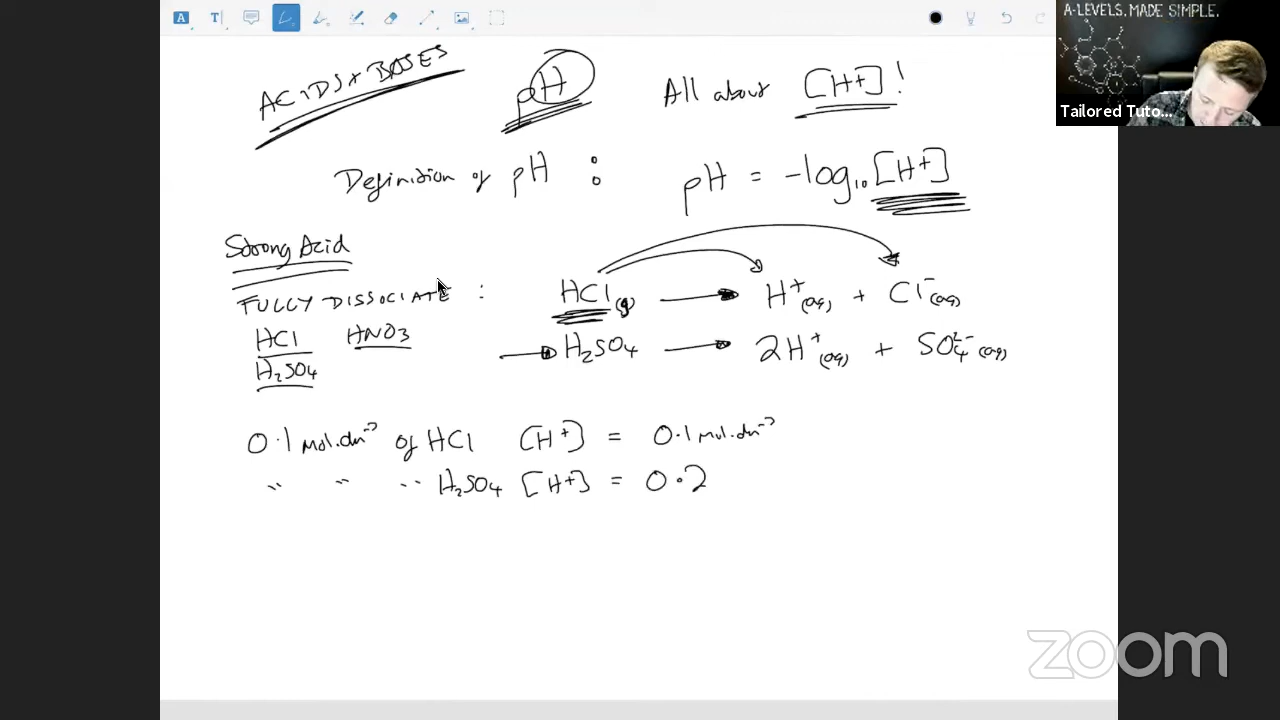 A-LEVELS. MADE SIMPLE.
Tailored Tuto...
ACIDS + BASES
pH
All about [H+]!
Definition of pH : pH = -log₁₀ [H+]
Strong Acid
FULLY DISSOCIATE : HCl(g) → H⁺(aq) + Cl⁻(aq)
HCl HNO3
H₂SO₄ → 2H⁺(aq) + SO₄²⁻(aq)
H₂SO₄
0.1 mol.dm⁻³ of HCl [H⁺] = 0.1 mol.dm⁻³
" " " H₂SO₄ [H+] = 0.2
zoom